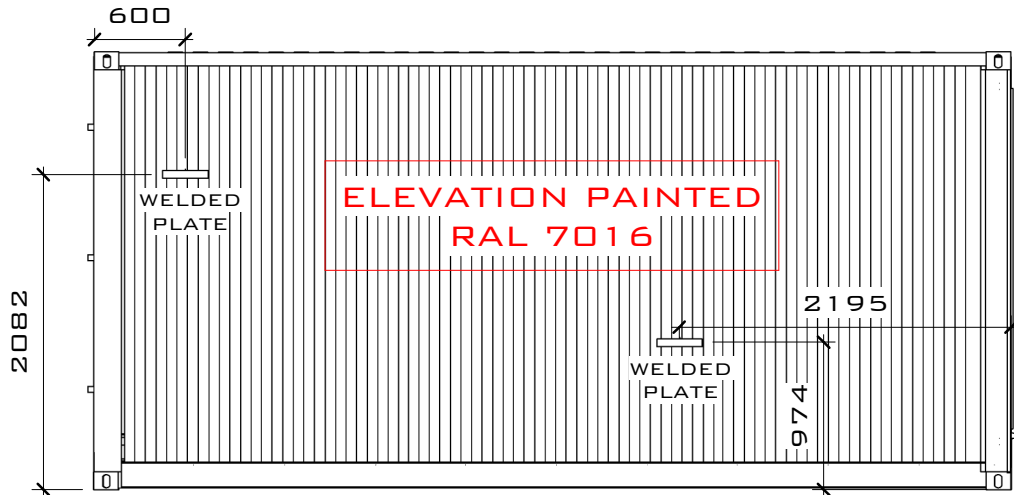 600
WELDED
PLATE
ELEVATION PAINTED
RAL 7016
2082
2195
WELDED
PLATE
974